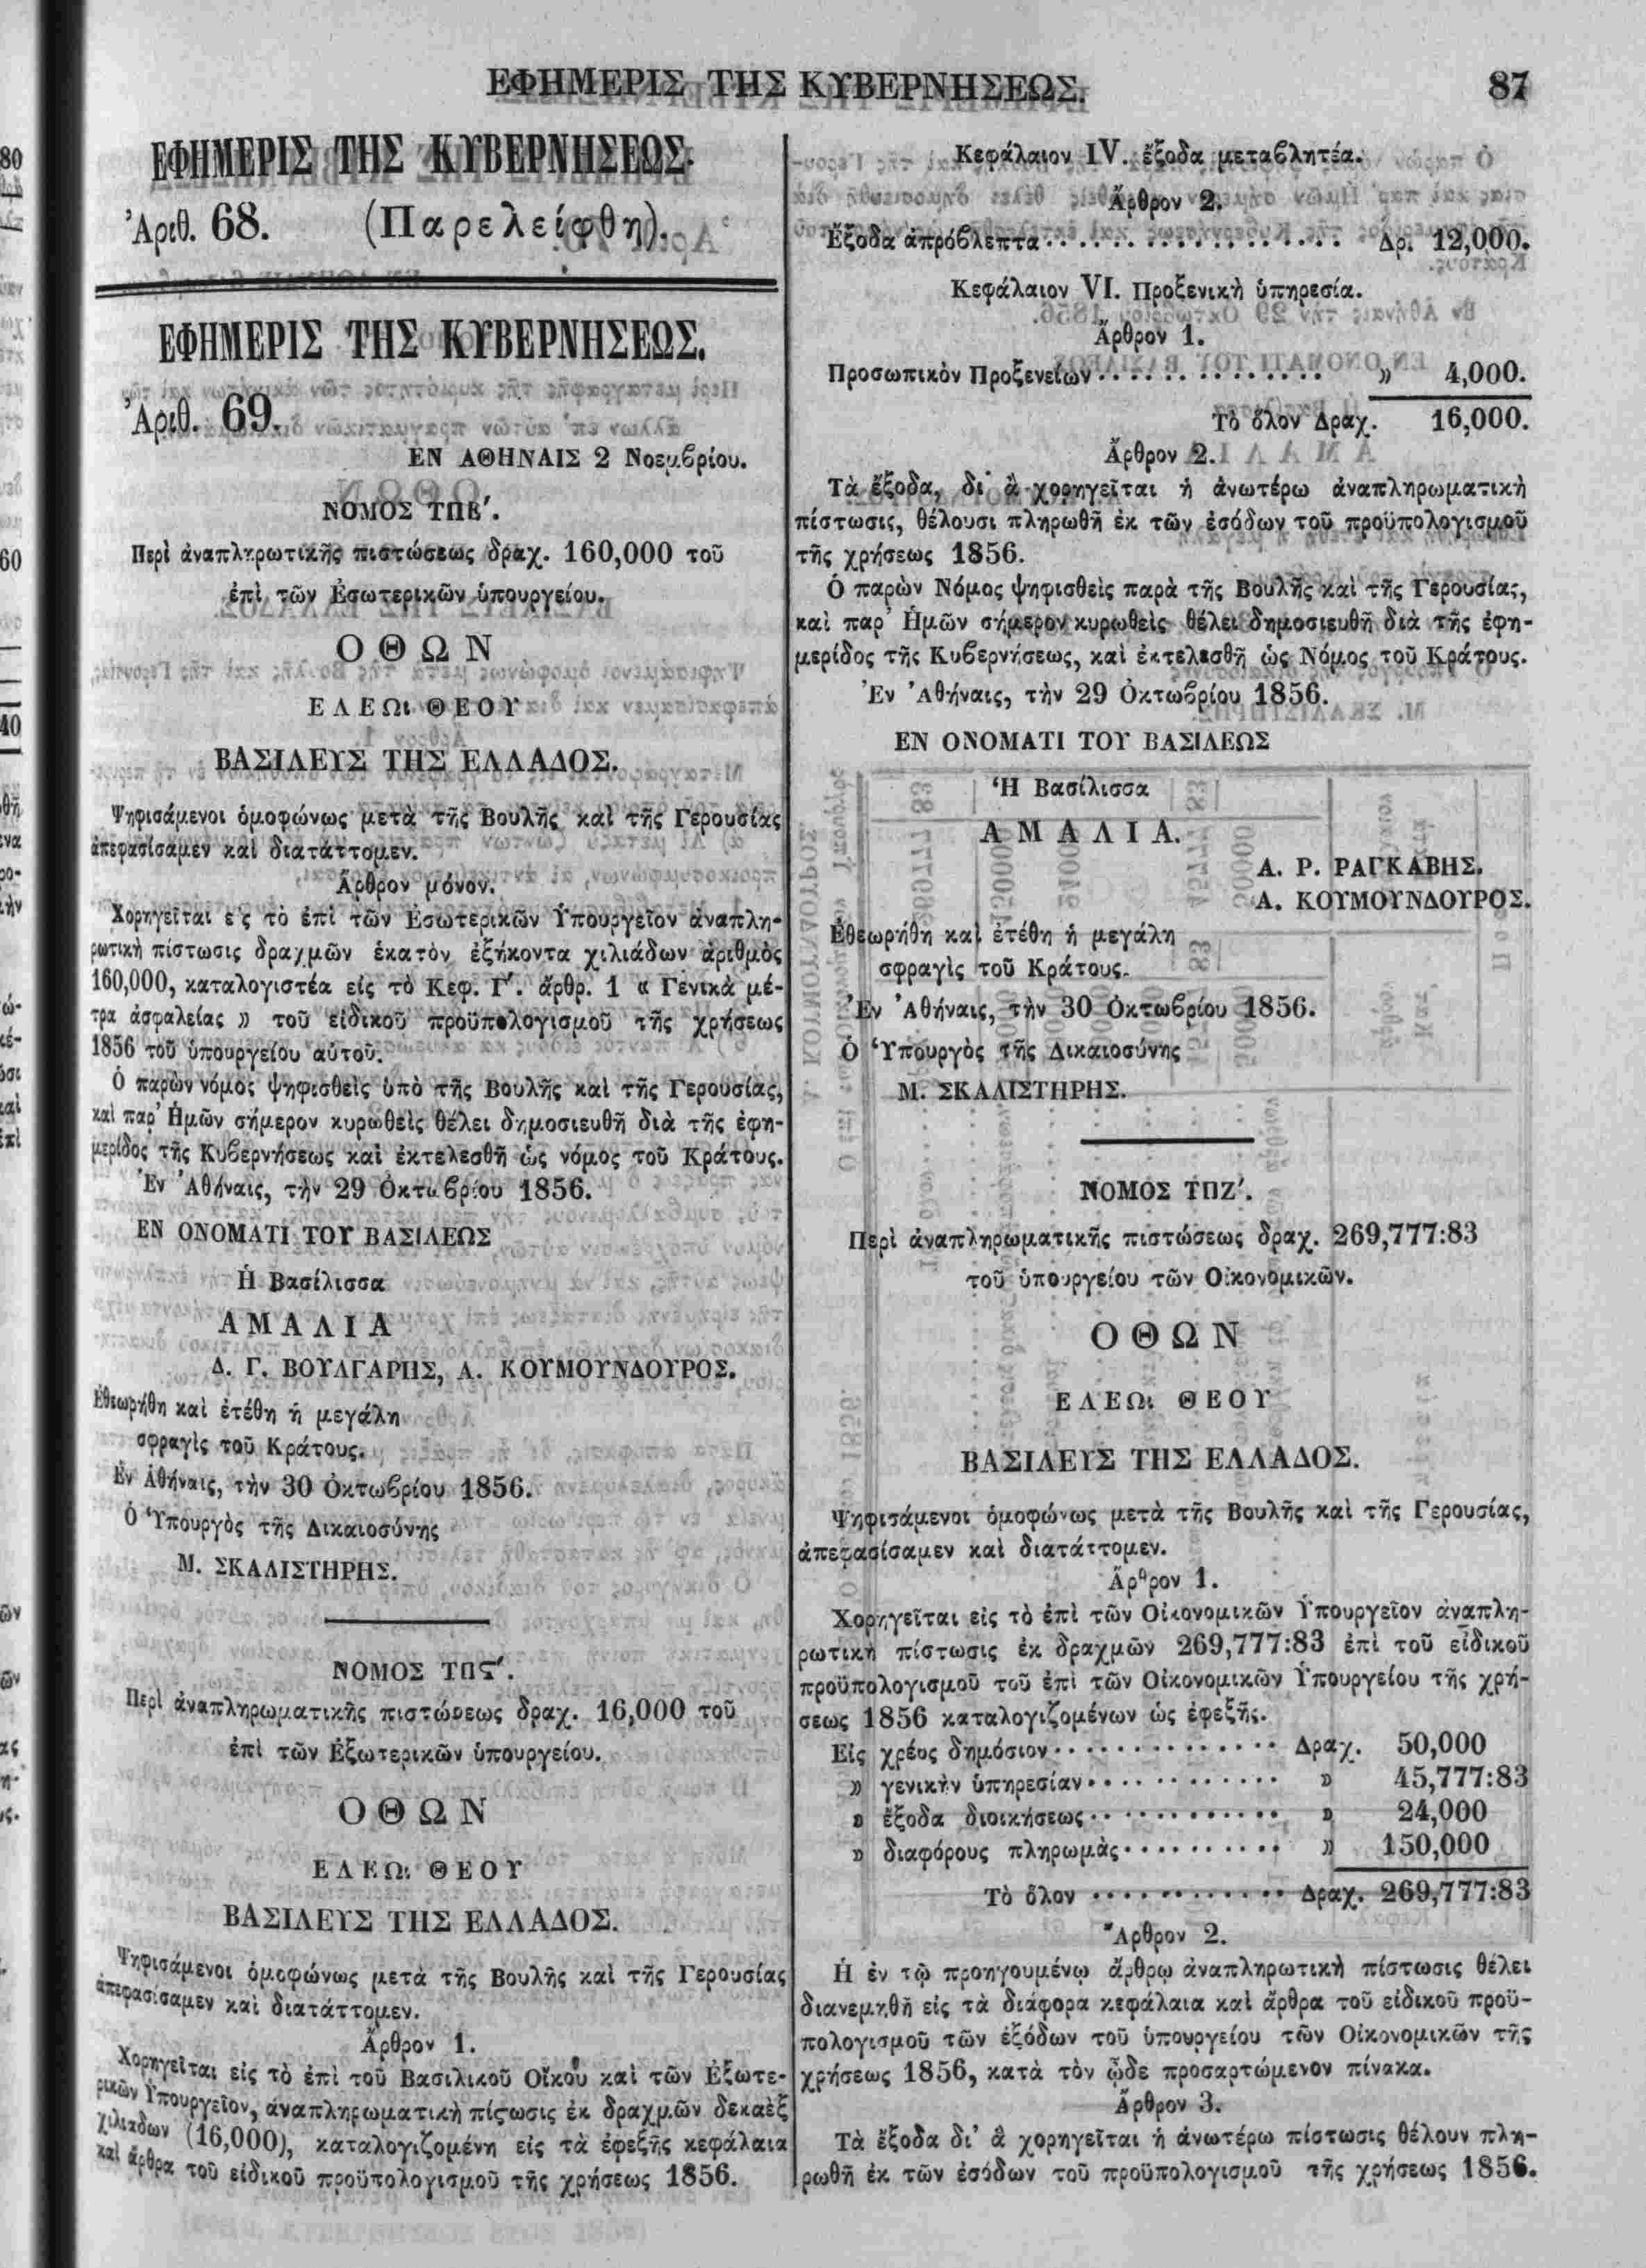 ΕΦΗΜΕΡΙΣ ΤΗΣ ΚΥΒΕΡΝΗΣΕΩΣ.
87
ΕΦΗΜΕΡΙΣ ΤΗΣ ΚΥΒΕΡΝΗΣΕΩΣ.
Ἀριθ. 68. (Παρελείφθη).
ΕΦΗΜΕΡΙΣ ΤΗΣ ΚΥΒΕΡΝΗΣΕΩΣ.
Ἀριθ. 69.
ΕΝ ΑΘΗΝΑΙΣ 2 Νοεμβρίου.
ΝΟΜΟΣ ΤΠΒ΄.
Περὶ ἀναπληρωτικῆς πιστώσεως δραχ. 160,000 τοῦ
ἐπὶ τῶν Ἐσωτερικῶν ὑπουργείου.
ΟΘΩΝ
ΕΛΕΩι ΘΕΟΥ
ΒΑΣΙΛΕΥΣ ΤΗΣ ΕΛΛΑΔΟΣ.
Ψηφισάμενοι ὁμοφώνως μετὰ τῆς Βουλῆς καὶ τῆς Γερουσίας
ἀπεφασίσαμεν καὶ διατάττομεν.
Ἄρθρον μόνον.
Χορηγεῖται εἰς τὸ ἐπὶ τῶν Ἐσωτερικῶν Ὑπουργεῖον ἀναπλη-
ρωτικὴ πίστωσις δραχμῶν ἑκατὸν ἑξήκοντα χιλιάδων ἀριθμὸς
160,000, καταλογιστέα εἰς τὸ Κεφ. Γ΄. ἄρθρ. 1 « Γενικὰ μέ-
τρα ἀσφαλείας » τοῦ εἰδικοῦ προϋπολογισμοῦ τῆς χρήσεως
1856 τοῦ ὑπουργείου αὐτοῦ.
Ὁ παρὼν νόμος ψηφισθεὶς ὑπὸ τῆς Βουλῆς καὶ τῆς Γερουσίας,
καὶ παρ᾽ Ἡμῶν σήμερον κυρωθεὶς θέλει δημοσιευθῆ διὰ τῆς ἐφη-
μερίδος τῆς Κυβερνήσεως καὶ ἐκτελεσθῆ ὡς νόμος τοῦ Κράτους.
Ἐν Ἀθήναις, τὴν 29 Ὀκτωβρίου 1856.
ΕΝ ΟΝΟΜΑΤΙ ΤΟΥ ΒΑΣΙΛΕΩΣ
Ἡ Βασίλισσα
ΑΜΑΛΙΑ
Δ. Γ. ΒΟΥΛΓΑΡΗΣ, Α. ΚΟΥΜΟΥΝΔΟΥΡΟΣ.
Ἐθεωρήθη καὶ ἐτέθη ἡ μεγάλη
σφραγὶς τοῦ Κράτους.
Ἐν Ἀθήναις, τὴν 30 Ὀκτωβρίου 1856.
Ὁ Ὑπουργὸς τῆς Δικαιοσύνης
Μ. ΣΚΑΛΙΣΤΗΡΗΣ.
ΝΟΜΟΣ ΤΠϚ΄.
Περὶ ἀναπληρωματικῆς πιστώσεως δραχ. 16,000 τοῦ
ἐπὶ τῶν Ἐξωτερικῶν ὑπουργείου.
ΟΘΩΝ
ΕΛΕΩι ΘΕΟΥ
ΒΑΣΙΛΕΥΣ ΤΗΣ ΕΛΛΑΔΟΣ.
Ψηφισάμενοι ὁμοφώνως μετὰ τῆς Βουλῆς καὶ τῆς Γερουσίας
ἀπεφασίσαμεν καὶ διατάττομεν.
Ἄρθρον 1.
Χορηγεῖται εἰς τὸ ἐπὶ τοῦ Βασιλικοῦ Οἴκου καὶ τῶν Ἐξωτε-
ρικῶν Ὑπουργεῖον, ἀναπληρωματικὴ πίστωσις ἐκ δραχμῶν δεκαὲξ
χιλιάδων (16,000), καταλογιζομένη εἰς τὰ ἐφεξῆς κεφάλαια
καὶ ἄρθρα τοῦ εἰδικοῦ προϋπολογισμοῦ τῆς χρήσεως 1856.
Κεφάλαιον IV. ἔξοδα μεταβλητέα.
Ἄρθρον 2.
Ἔξοδα ἀπρόβλεπτα . . . . . . . . . . . . Δρ. 12,000.
Κεφάλαιον VI. Προξενικὴ ὑπηρεσία.
Ἄρθρον 1.
Προσωπικὸν Προξενείων . . . . . . . . . . . . » 4,000.
Τὸ ὅλον Δραχ. 16,000.
Ἄρθρον 2.
Τὰ ἔξοδα, δι᾽ ἃ χορηγεῖται ἡ ἀνωτέρω ἀναπληρωματικὴ
πίστωσις, θέλουσι πληρωθῆ ἐκ τῶν ἐσόδων τοῦ προϋπολογισμοῦ
τῆς χρήσεως 1856.
Ὁ παρὼν Νόμος ψηφισθεὶς παρὰ τῆς Βουλῆς καὶ τῆς Γερουσίας,
καὶ παρ᾽ Ἡμῶν σήμερον κυρωθεὶς θέλει δημοσιευθῆ διὰ τῆς ἐφη-
μερίδος τῆς Κυβερνήσεως, καὶ ἐκτελεσθῆ ὡς Νόμος τοῦ Κράτους.
Ἐν Ἀθήναις, τὴν 29 Ὀκτωβρίου 1856.
ΕΝ ΟΝΟΜΑΤΙ ΤΟΥ ΒΑΣΙΛΕΩΣ
Ἡ Βασίλισσα
ΑΜΑΛΙΑ.
Α. Ρ. ΡΑΓΚΑΒΗΣ.
Α. ΚΟΥΜΟΥΝΔΟΥΡΟΣ.
Ἐθεωρήθη καὶ ἐτέθη ἡ μεγάλη
σφραγὶς τοῦ Κράτους.
Ἐν Ἀθήναις, τὴν 30 Ὀκτωβρίου 1856.
Ὁ Ὑπουργὸς τῆς Δικαιοσύνης
Μ. ΣΚΑΛΙΣΤΗΡΗΣ.
ΝΟΜΟΣ ΤΠΖ΄.
Περὶ ἀναπληρωματικῆς πιστώσεως δραχ. 269,777:83
τοῦ ὑπουργείου τῶν Οἰκονομικῶν.
ΟΘΩΝ
ΕΛΕΩι ΘΕΟΥ
ΒΑΣΙΛΕΥΣ ΤΗΣ ΕΛΛΑΔΟΣ.
Ψηφισάμενοι ὁμοφώνως μετὰ τῆς Βουλῆς καὶ τῆς Γερουσίας,
ἀπεφασίσαμεν καὶ διατάττομεν.
Ἄρθρον 1.
Χορηγεῖται εἰς τὸ ἐπὶ τῶν Οἰκονομικῶν Ὑπουργεῖον ἀναπλη-
ρωτικὴ πίστωσις ἐκ δραχμῶν 269,777:83 ἐπὶ τοῦ εἰδικοῦ
προϋπολογισμοῦ τοῦ ἐπὶ τῶν Οἰκονομικῶν Ὑπουργείου τῆς χρή-
σεως 1856 καταλογιζομένων ὡς ἐφεξῆς.
Εἰς χρέος δημόσιον . . . . . . . . . . . . Δραχ. 50,000
» γενικὴν ὑπηρεσίαν . . . . . . . . . . » 45,777:83
» ἔξοδα διοικήσεως . . . . . . . . . . » 24,000
» διαφόρους πληρωμὰς . . . . . . . . » 150,000
Τὸ ὅλον . . . . . . . . . . Δραχ. 269,777:83
Ἄρθρον 2.
Ἡ ἐν τῷ προηγουμένῳ ἄρθρῳ ἀναπληρωτικὴ πίστωσις θέλει
διανεμηθῆ εἰς τὰ διάφορα κεφάλαια καὶ ἄρθρα τοῦ εἰδικοῦ προϋ-
πολογισμοῦ τῶν ἐξόδων τοῦ ὑπουργείου τῶν Οἰκονομικῶν τῆς
χρήσεως 1856, κατὰ τὸν ᾧδε προσαρτώμενον πίνακα.
Ἄρθρον 3.
Τὰ ἔξοδα δι᾽ ἃ χορηγεῖται ἡ ἀνωτέρω πίστωσις θέλουν πλη-
ρωθῆ ἐκ τῶν ἐσόδων τοῦ προϋπολογισμοῦ τῆς χρήσεως 1856.